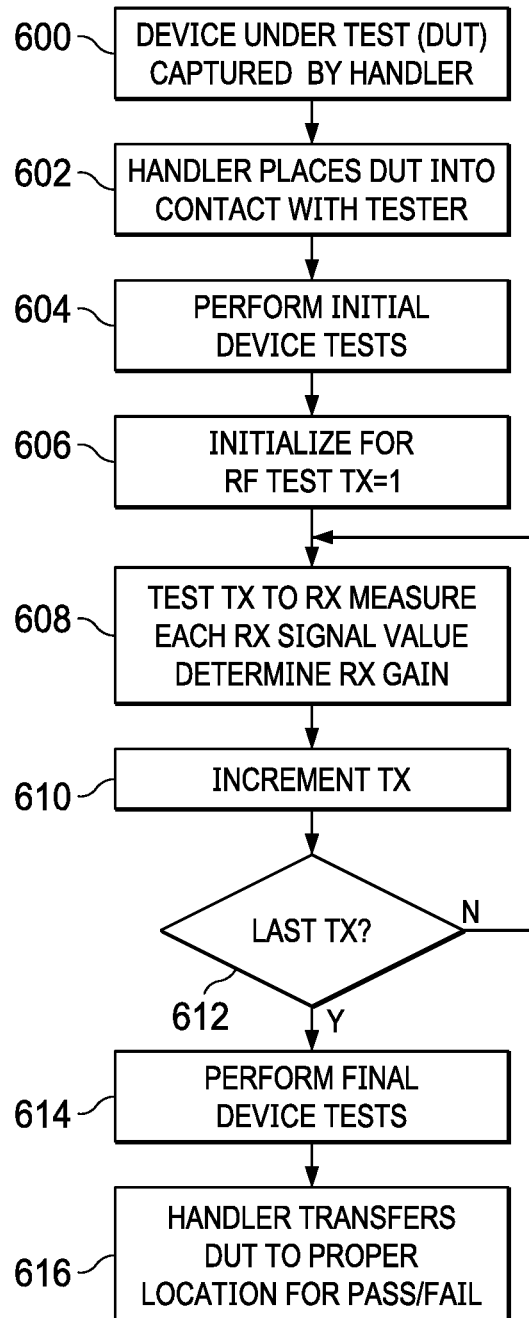 600
DEVICE UNDER TEST (DUT)
CAPTURED BY HANDLER
602
HANDLER PLACES DUT INTO
CONTACT WITH TESTER
604
PERFORM INITIAL
DEVICE TESTS
606
INITIALIZE FOR
RF TEST TX=1
608
TEST TX TO RX MEASURE
EACH RX SIGNAL VALUE
DETERMINE RX GAIN
610
INCREMENT TX
LAST TX?
N
612
Y
614
PERFORM FINAL
DEVICE TESTS
616
HANDLER TRANSFERS
DUT TO PROPER
LOCATION FOR PASS/FAIL